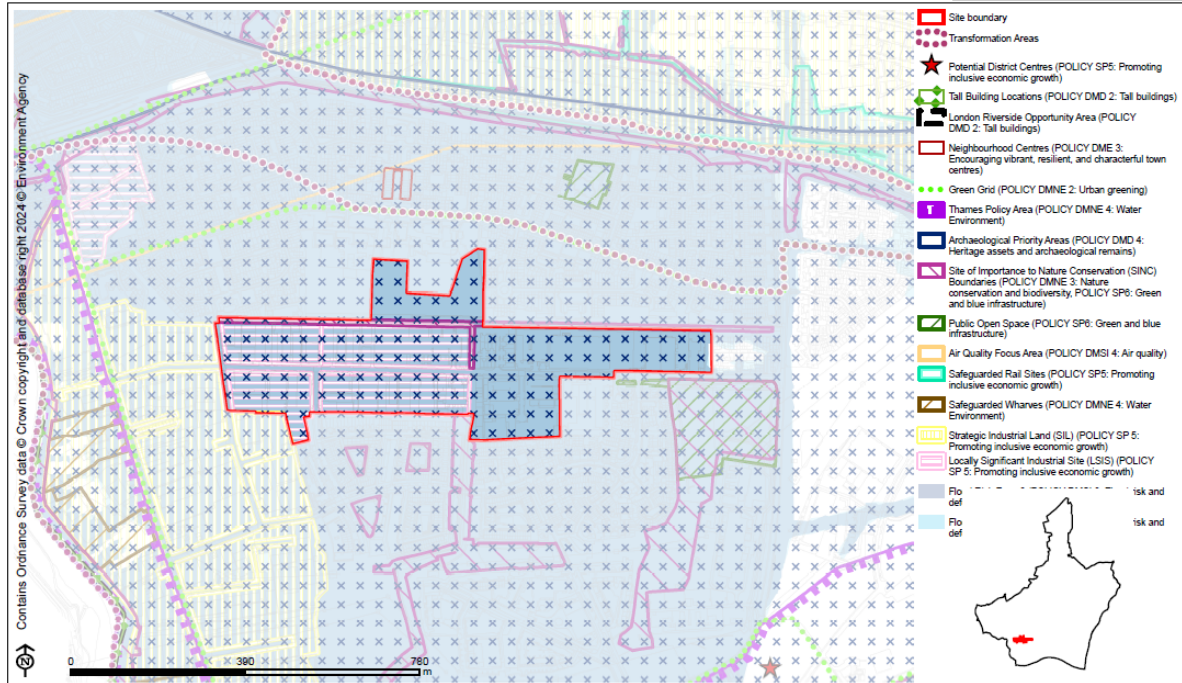 Contains Ordnance Survey data © Crown copyright and database right 2024 © Environment Agency
N
0
390
780
m
Site boundary
Transformation Areas
Potential District Centres (POLICY SP5: Promoting
inclusive economic growth)
Tall Building Locations (POLICY DMD 2: Tall buildings)
London Riverside Opportunity Area (POLICY
DMD 2: Tall buildings)
Neighbourhood Centres (POLICY DME 3:
Encouraging vibrant, resilient, and characterful town
centres)
Green Grid (POLICY DMNE 2: Urban greening)
Thames Policy Area (POLICY DMNE 4: Water
Environment)
Archaeological Priority Areas (POLICY DMD 4:
Heritage assets and archaeological remains)
Site of Importance to Nature Conservation (SINC)
Boundaries (POLICY DMNE 3: Nature
conservation and biodiversity, POLICY SP6: Green
and blue infrastructure)
Public Open Space (POLICY SP6: Green and blue
infrastructure)
Air Quality Focus Area (POLICY DMSI 4: Air quality)
Safeguarded Rail Sites (POLICY SP5: Promoting
inclusive economic growth)
Safeguarded Wharves (POLICY DMNE 4: Water
Environment)
Strategic Industrial Land (SIL) (POLICY SP 5:
Promoting inclusive economic growth)
Locally Significant Industrial Site (LSIS) (POLICY
SP 5: Promoting inclusive economic growth)
Flo isk and
def
Flo isk and
def